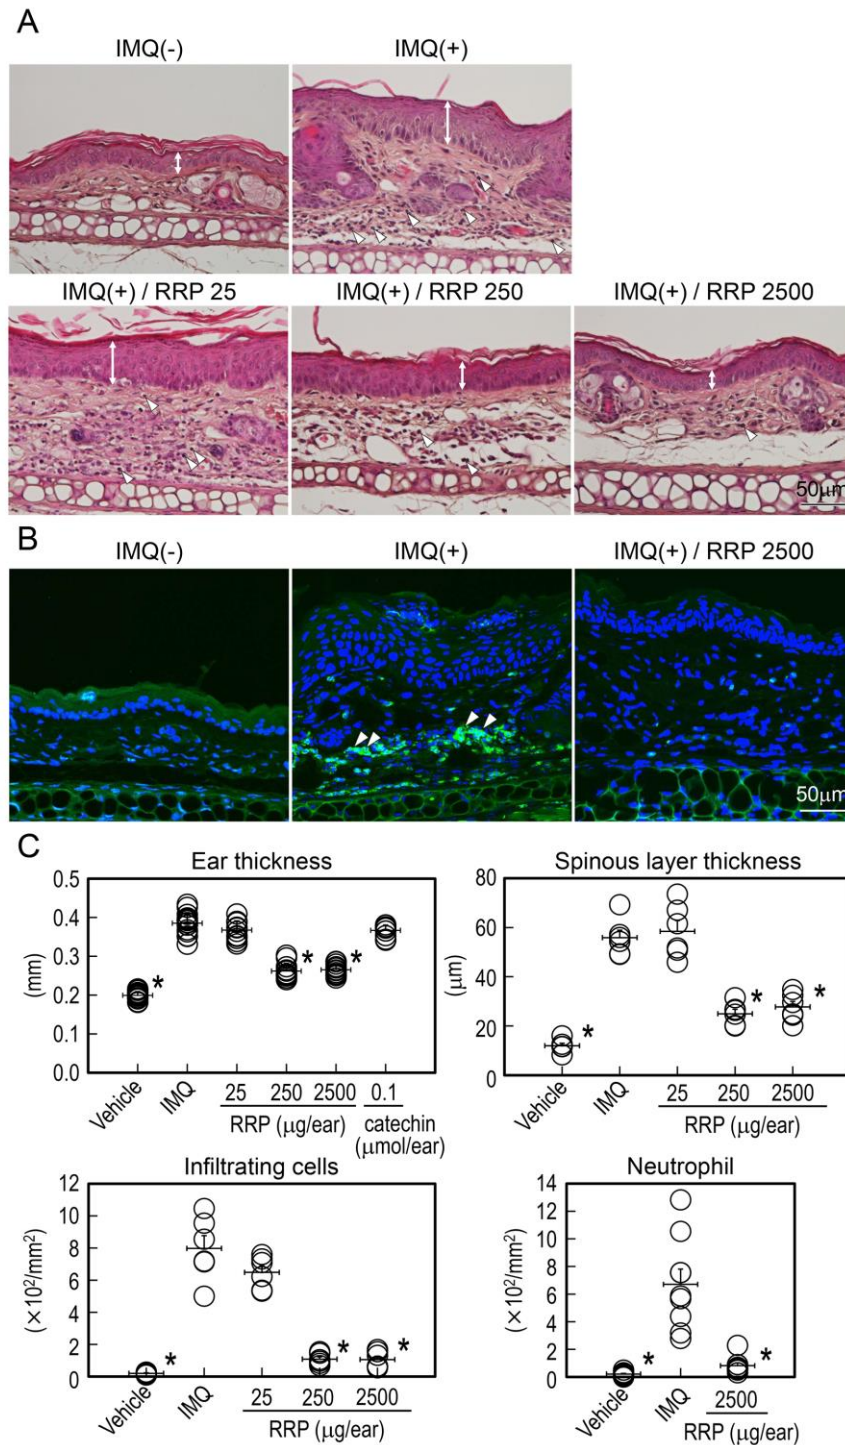 A
IMQ(-) IMQ(+)
IMQ(+) / RRP 25 IMQ(+) / RRP 250 IMQ(+) / RRP 2500
50μm
B
IMQ(-) IMQ(+) IMQ(+) / RRP 2500
50μm
C
Ear thickness
0.5
0.4
0.3
0.2
0.1
0.0
(mm)
* * *
Vehicle IMQ 25 250 2500 0.1
RRP (μg/ear) catechin
(μmol/ear)
Spinous layer thickness
80
60
40
20
0
(μm)
* * *
Vehicle IMQ 25 250 2500
RRP (μg/ear)
Infiltrating cells
12
10
8
6
4
2
0
(×10²/mm²)
* * *
Vehicle IMQ 25 250 2500
RRP (μg/ear)
Neutrophil
14
12
10
8
6
4
2
0
(×10²/mm²)
* *
Vehicle IMQ 2500
RRP (μg/ear)